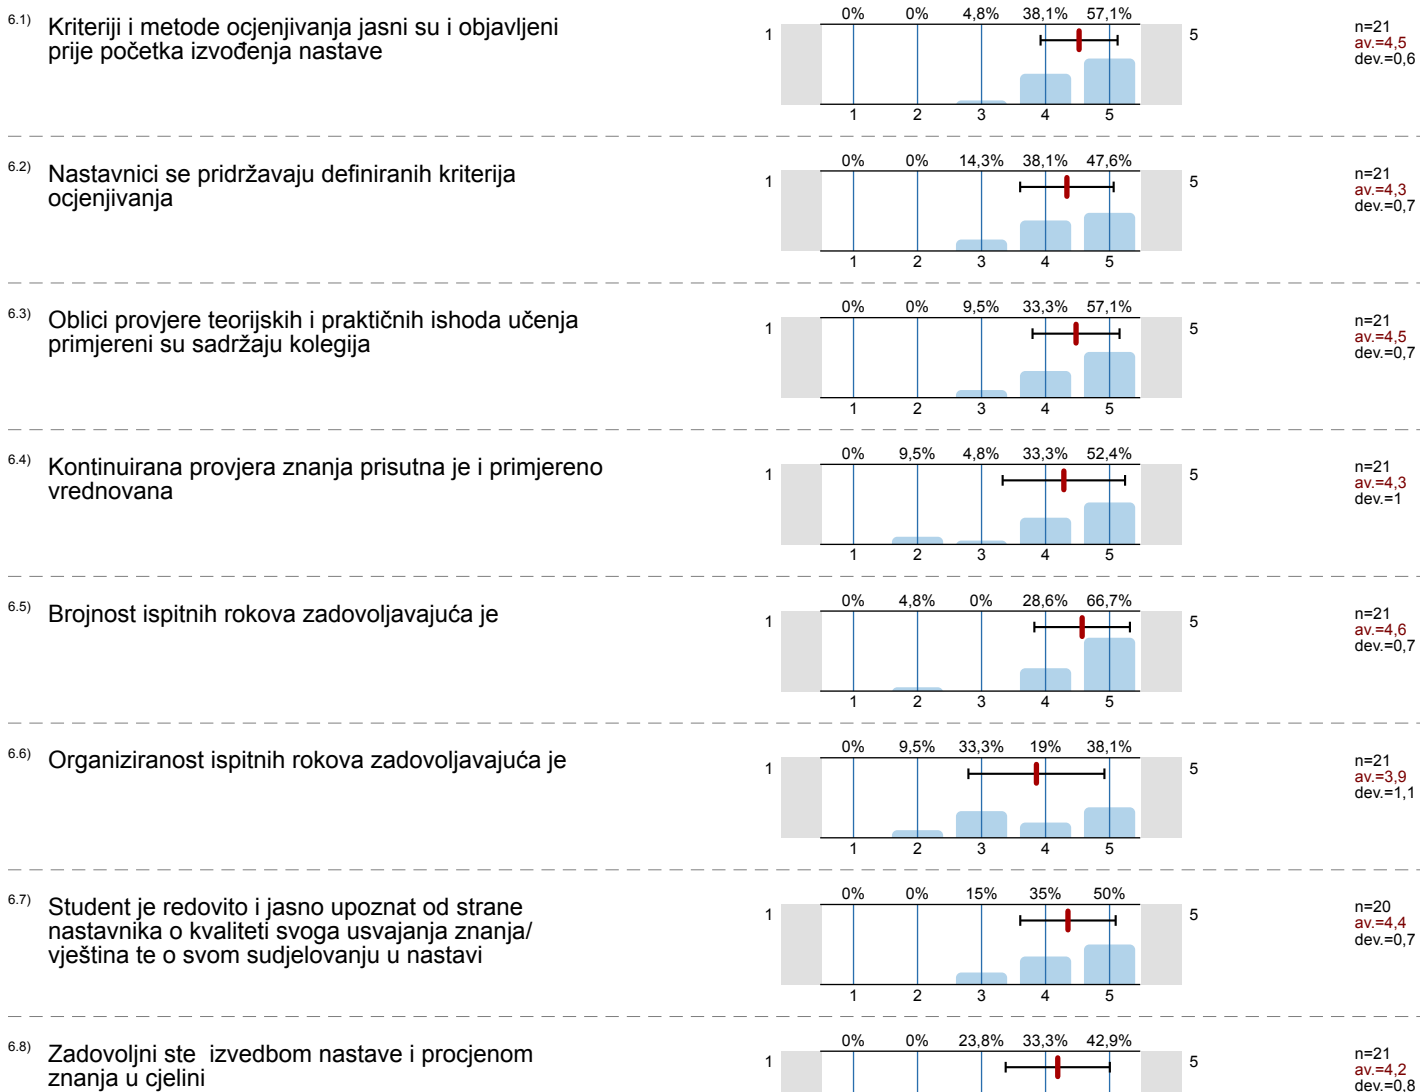 6.1) Kriteriji i metode ocjenjivanja jasni su i objavljeni
prije početka izvođenja nastave
0% 0% 4,8% 38,1% 57,1%
1 5
1 2 3 4 5
n=21
av.=4,5
dev.=0,6
6.2) Nastavnici se pridržavaju definiranih kriterija
ocjenjivanja
0% 0% 14,3% 38,1% 47,6%
1 5
1 2 3 4 5
n=21
av.=4,3
dev.=0,7
6.3) Oblici provjere teorijskih i praktičnih ishoda učenja
primjereni su sadržaju kolegija
0% 0% 9,5% 33,3% 57,1%
1 5
1 2 3 4 5
n=21
av.=4,5
dev.=0,7
6.4) Kontinuirana provjera znanja prisutna je i primjereno
vrednovana
0% 9,5% 4,8% 33,3% 52,4%
1 5
1 2 3 4 5
n=21
av.=4,3
dev.=1
6.5) Brojnost ispitnih rokova zadovoljavajuća je
0% 4,8% 0% 28,6% 66,7%
1 5
1 2 3 4 5
n=21
av.=4,6
dev.=0,7
6.6) Organiziranost ispitnih rokova zadovoljavajuća je
0% 9,5% 33,3% 19% 38,1%
1 5
1 2 3 4 5
n=21
av.=3,9
dev.=1,1
6.7) Student je redovito i jasno upoznat od strane
nastavnika o kvaliteti svoga usvajanja znanja/
vještina te o svom sudjelovanju u nastavi
0% 0% 15% 35% 50%
1 5
1 2 3 4 5
n=20
av.=4,4
dev.=0,7
6.8) Zadovoljni ste izvedbom nastave i procjenom
znanja u cjelini
0% 0% 23,8% 33,3% 42,9%
1 5
n=21
av.=4,2
dev.=0,8